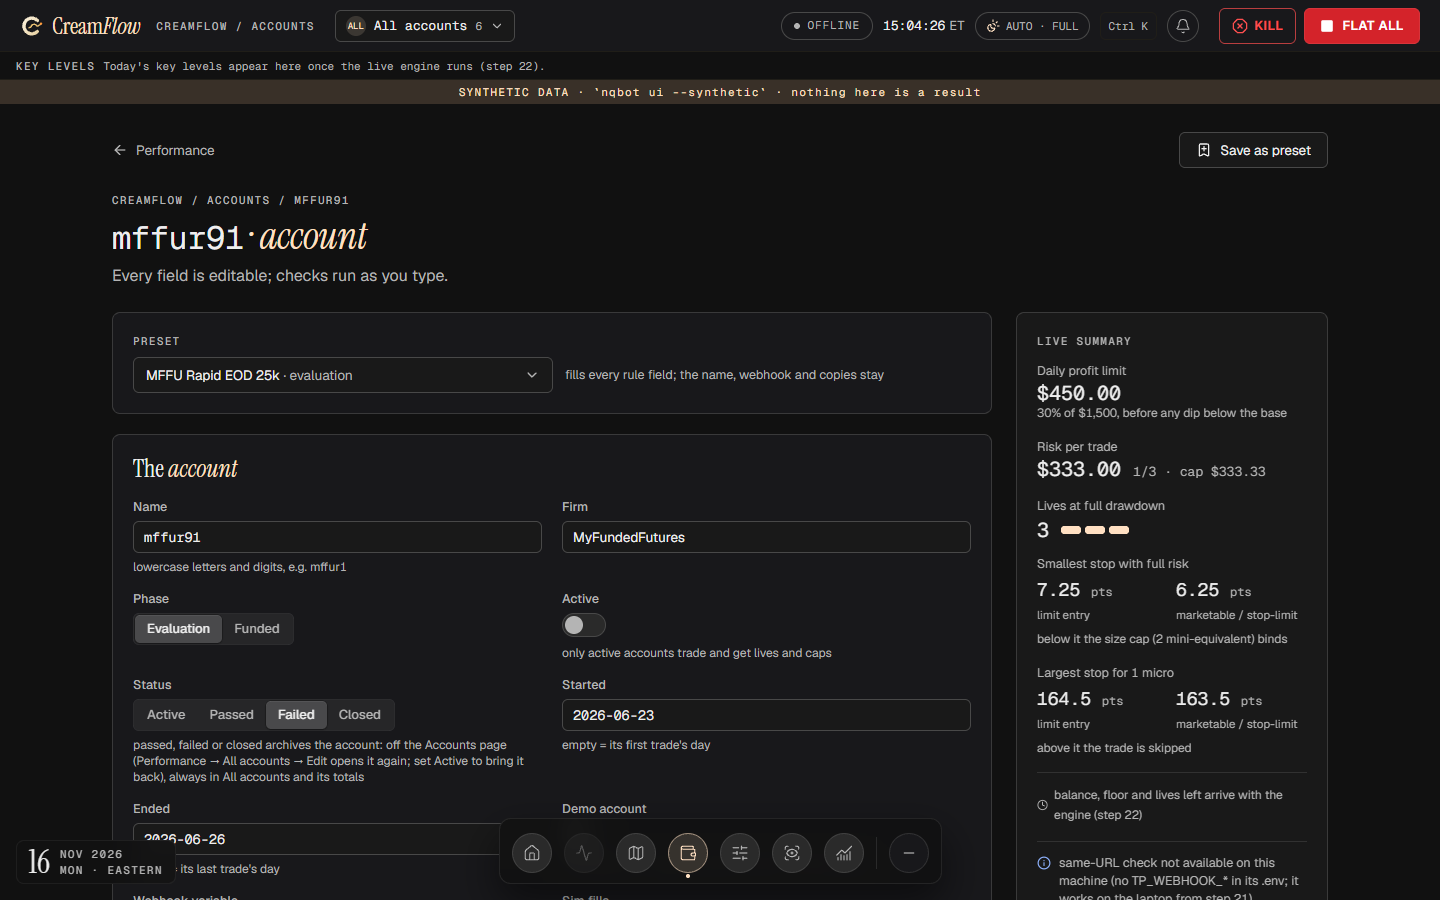 CreamFlow
CREAMFLOW / ACCOUNTS
ALL All accounts 6
OFFLINE
15:04:26 ET
AUTO · FULL
Ctrl K
KILL
FLAT ALL
KEY LEVELS Today's key levels appear here once the live engine runs (step 22).
SYNTHETIC DATA · `nqbot ui --synthetic` · nothing here is a result
Performance
Save as preset
CREAMFLOW / ACCOUNTS / MFFUR91
mffur91·account
Every field is editable; checks run as you type.
PRESET
MFFU Rapid EOD 25k · evaluation
fills every rule field; the name, webhook and copies stay
The account
Name
mffur91
lowercase letters and digits, e.g. mffur1
Firm
MyFundedFutures
Phase
Evaluation Funded
Active
only active accounts trade and get lives and caps
Status
Active Passed Failed Closed
passed, failed or closed archives the account: off the Accounts page
(Performance → All accounts → Edit opens it again; set Active to bring it
back), always in All accounts and its totals
Started
2026-06-23
empty = its first trade's day
Ended
2026-06-26
= its last trade's day
Demo account
LIVE SUMMARY
Daily profit limit
$450.00
30% of $1,500, before any dip below the base
Risk per trade
$333.00 1/3 · cap $333.33
Lives at full drawdown
3
Smallest stop with full risk
7.25 pts 6.25 pts
limit entry marketable / stop-limit
below it the size cap (2 mini-equivalent) binds
Largest stop for 1 micro
164.5 pts 163.5 pts
limit entry marketable / stop-limit
above it the trade is skipped
balance, floor and lives left arrive with the
engine (step 22)
same-URL check not available on this
machine (no TP_WEBHOOK_* in its .env; it
works on the laptop from step 21)
16 NOV 2026
MON · EASTERN
Webhook variable
Sim fills